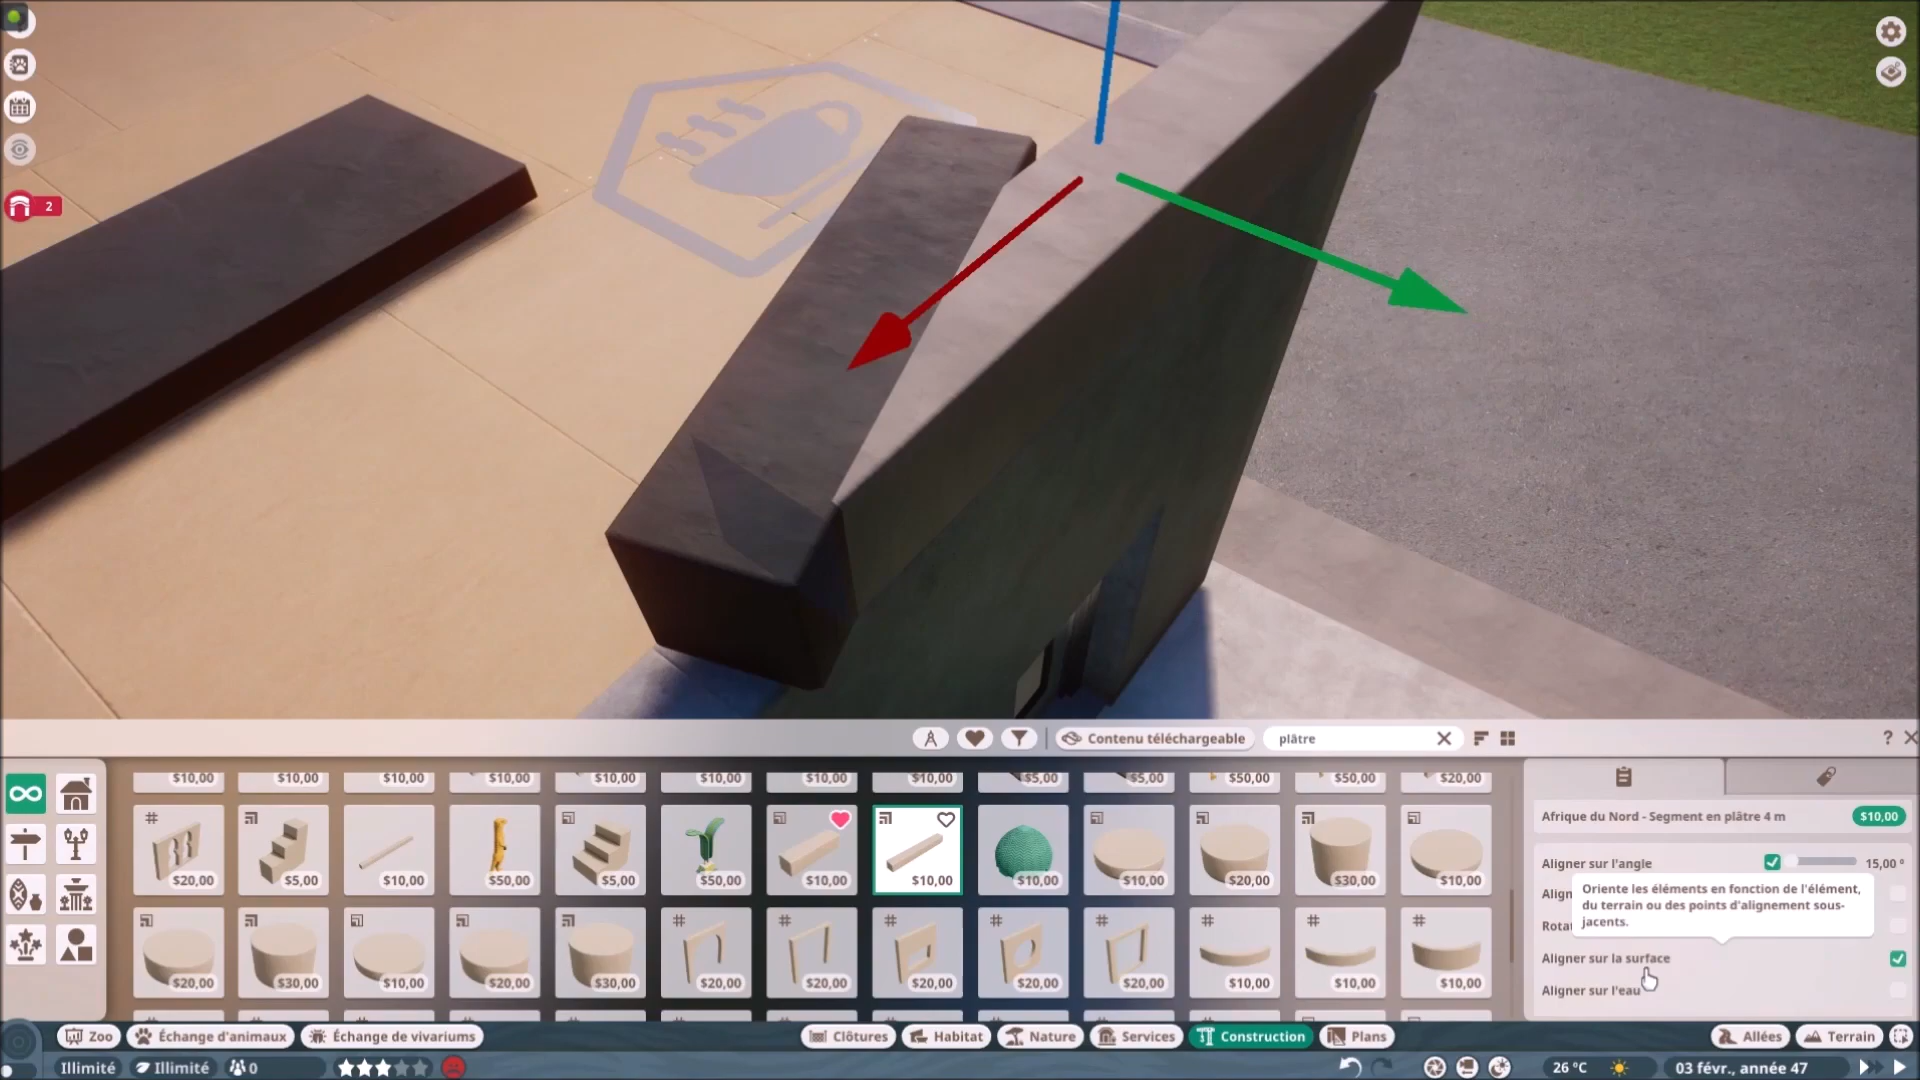 2
Contenu téléchargeable
plâtre
?
$10,00 $10,00 $10,00 $10,00 $10,00 $10,00 $10,00 $10,00 $5,00 $5,00 $50,00 $50,00 $20,00
$20,00 $5,00 $10,00 $50,00 $5,00 $50,00 $10,00 $10,00 $10,00 $10,00 $20,00 $30,00 $10,00
$20,00 $30,00 $10,00 $20,00 $30,00 $20,00 $20,00 $20,00 $20,00 $20,00 $10,00 $10,00 $10,00
Afrique du Nord - Segment en plâtre 4 m $10,00
Aligner sur l'angle 15,00 °
Oriente les éléments en fonction de l'élément,
du terrain ou des points d'alignement sous-
jacents.
Aligner sur la surface
Aligner sur l'eau
Zoo Échange d'animaux Échange de vivariums Clôtures Habitat Nature Services Construction Plans Allées Terrain
Illimité Illimité 0 26 °C 03 févr., année 47